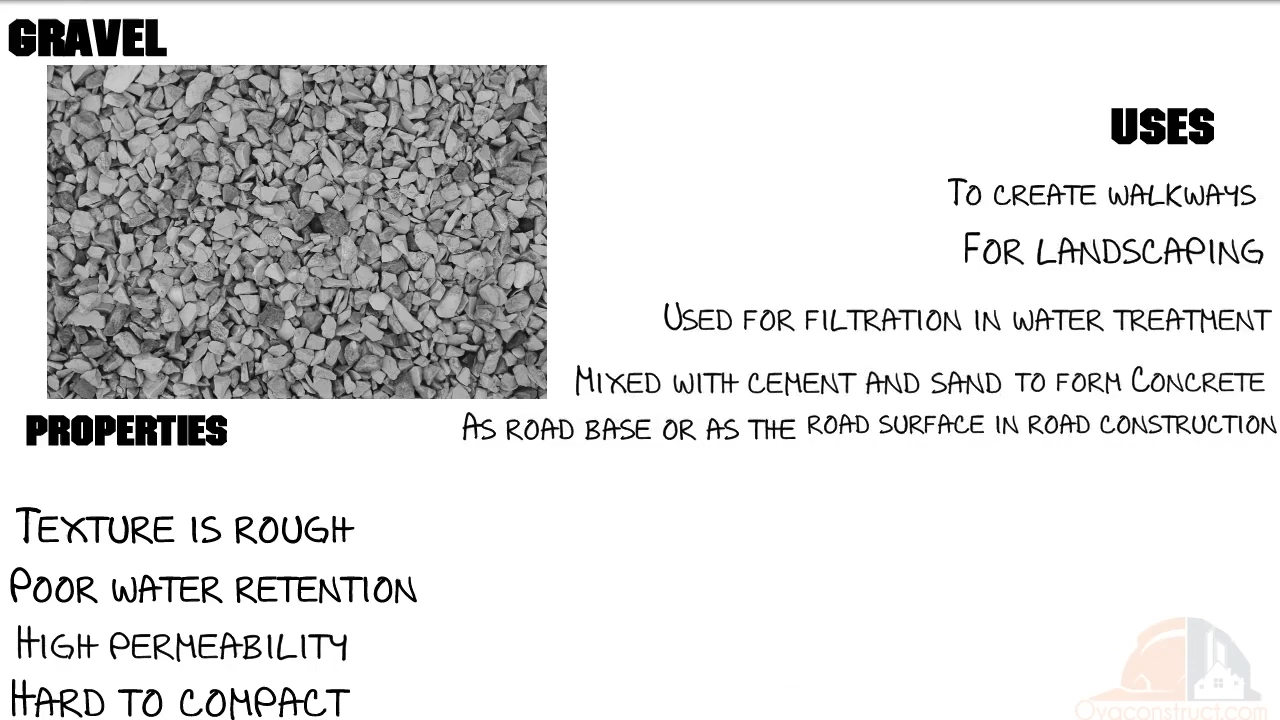 GRAVEL
USES
To create walkways
For landscaping
Used for filtration in water treatment
Mixed with cement and sand to form Concrete
As road base or as the road surface in road construction
PROPERTIES
Texture is rough
Poor water retention
High permeability
Hard to compact
Ovaconstruct.com